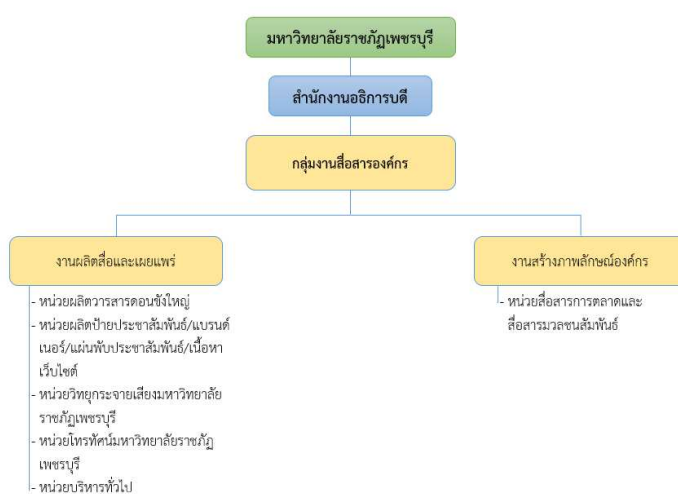 มหาวิทยาลัยราชภัฏเพชรบุรี
สำนักงานอธิการบดี
กลุ่มงานสื่อสารองค์กร
งานผลิตสื่อและเผยแพร่
- หน่วยผลิตวารสารดอนขังใหญ่
- หน่วยผลิตป้ายประชาสัมพันธ์/แบรนด์
เนอร์/แผ่นพับประชาสัมพันธ์/เนื้อหา
เว็บไซต์
- หน่วยวิทยุกระจายเสียงมหาวิทยาลัย
ราชภัฏเพชรบุรี
- หน่วยโทรทัศน์มหาวิทยาลัยราชภัฏ
เพชรบุรี
- หน่วยบริหารทั่วไป
งานสร้างภาพลักษณ์องค์กร
- หน่วยสื่อสารการตลาดและ
สื่อสารมวลชนสัมพันธ์